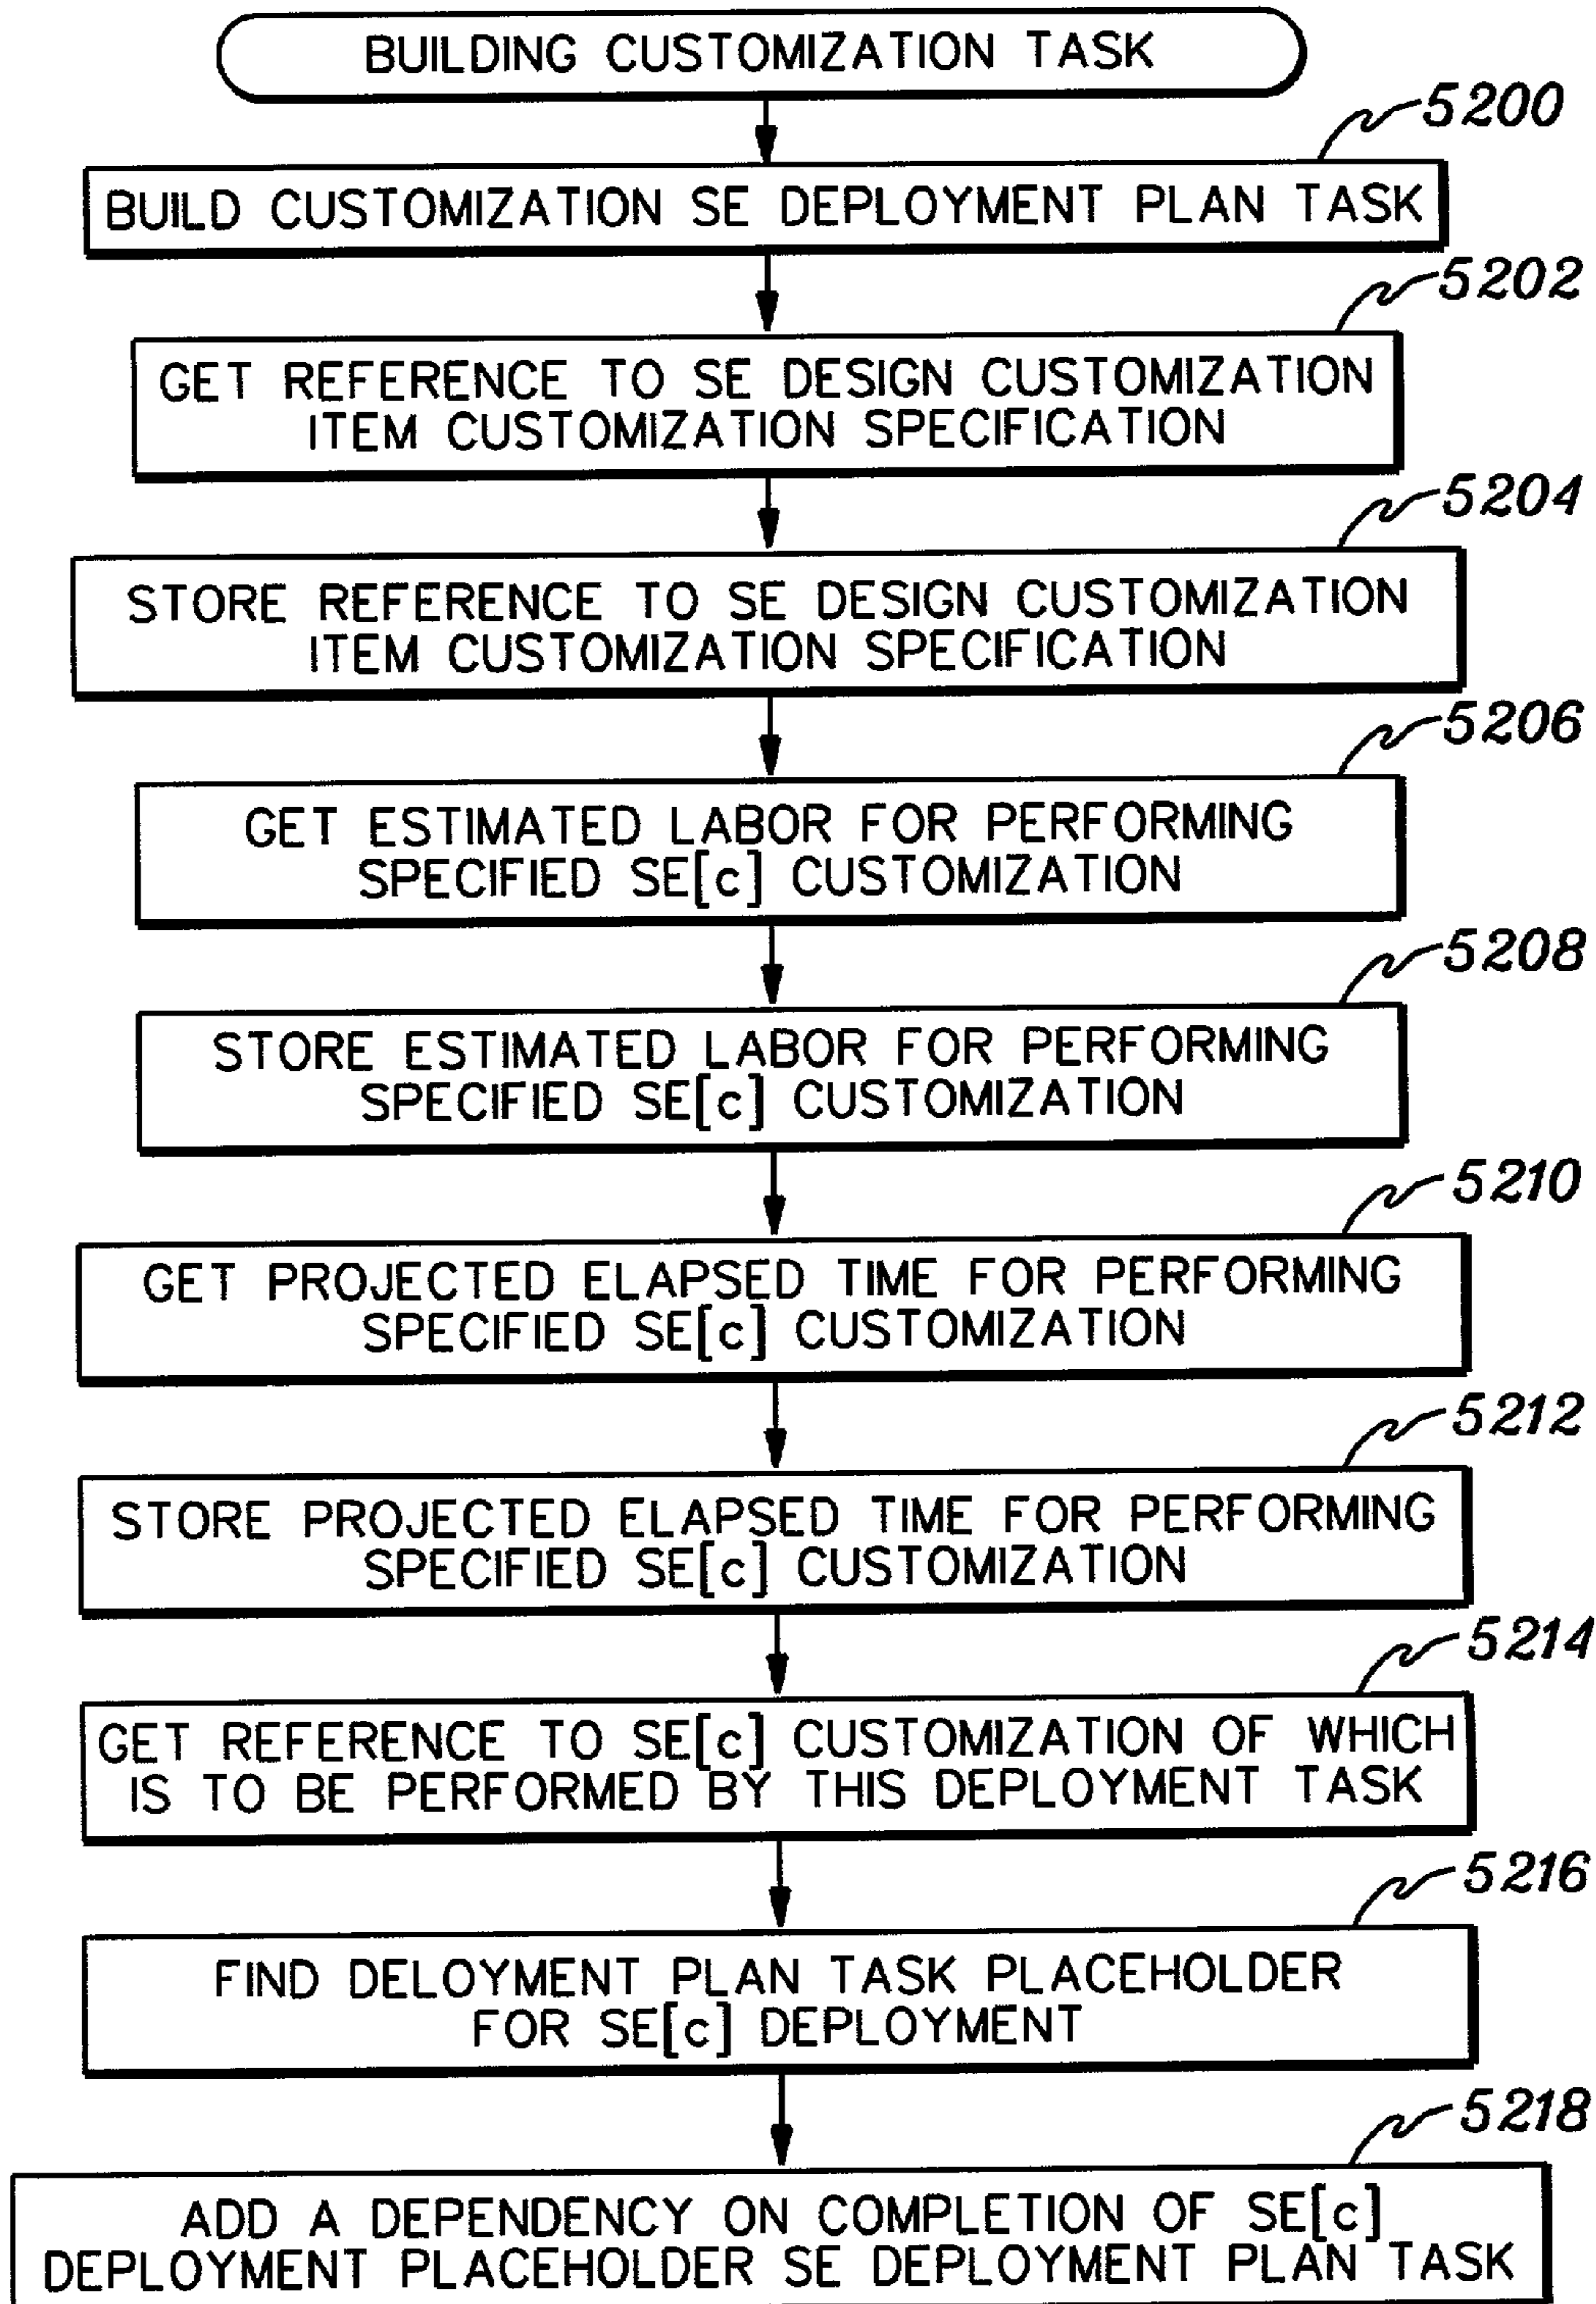 BUILDING CUSTOMIZATION TASK
5200
BUILD CUSTOMIZATION SE DEPLOYMENT PLAN TASK
5202
GET REFERENCE TO SE DESIGN CUSTOMIZATION
ITEM CUSTOMIZATION SPECIFICATION
5204
STORE REFERENCE TO SE DESIGN CUSTOMIZATION
ITEM CUSTOMIZATION SPECIFICATION
5206
GET ESTIMATED LABOR FOR PERFORMING
SPECIFIED SE[c] CUSTOMIZATION
5208
STORE ESTIMATED LABOR FOR PERFORMING
SPECIFIED SE[c] CUSTOMIZATION
5210
GET PROJECTED ELAPSED TIME FOR PERFORMING
SPECIFIED SE[c] CUSTOMIZATION
5212
STORE PROJECTED ELAPSED TIME FOR PERFORMING
SPECIFIED SE[c] CUSTOMIZATION
5214
GET REFERENCE TO SE[c] CUSTOMIZATION OF WHICH
IS TO BE PERFORMED BY THIS DEPLOYMENT TASK
5216
FIND DELOYMENT PLAN TASK PLACEHOLDER
FOR SE[c] DEPLOYMENT
5218
ADD A DEPENDENCY ON COMPLETION OF SE[c]
DEPLOYMENT PLACEHOLDER SE DEPLOYMENT PLAN TASK